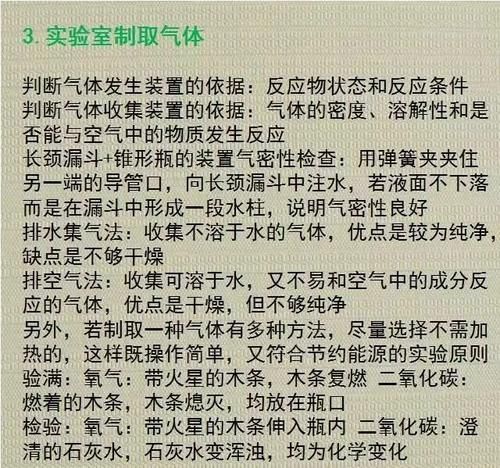 3.实验室制取气体
判断气体发生装置的依据：反应物状态和反应条件
判断气体收集装置的依据：气体的密度、溶解性和是
否能与空气中的物质发生反应
长颈漏斗+锥形瓶的装置气密性检查：用弹簧夹夹住
另一端的导管口，向长颈漏斗中注水，若液面不下落
而是在漏斗中形成一段水柱，说明气密性良好
排水集气法：收集不溶于水的气体，优点是较为纯净，
缺点是不够干燥
排空气法：收集可溶于水，又不易和空气中的成分反
应的气体，优点是干燥，但不够纯净
另外，若制取一种气体有多种方法，尽量选择不需加
热的，这样既操作简单，又符合节约能源的实验原则
验满：氧气：带火星的木条，木条复燃 二氧化碳：
燃着的木条，木条熄灭，均放在瓶口
检验：氧气：带火星的木条伸入瓶内 二氧化碳：澄
清的石灰水，石灰水变浑浊，均为化学变化